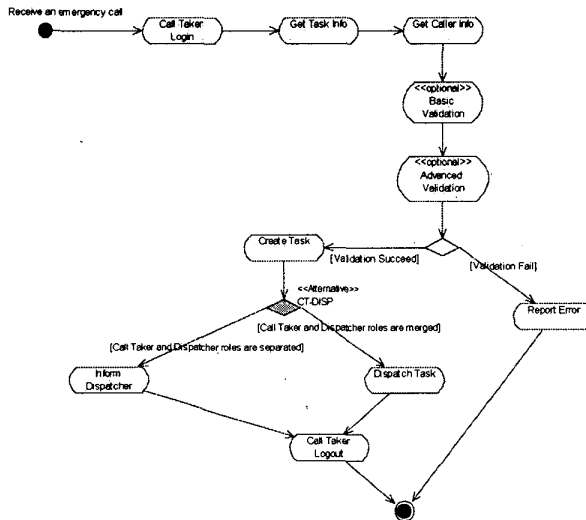 Receive an emergency call
Call Taker
Login
Get Task Info
Get Caller Info
<<optional>>
Basic
Validation
<<optional>>
Advanced
Validation
Create Task
[Validation Succeed]
[Validation Fail]
<<Alternative>>
CT-DISP
Report Error
[Call Taker and Dispatcher roles are merged]
[Call Taker and Dispatcher roles are separated]
Inform
Dispatcher
Dispatch Task
Call Taker
Logout